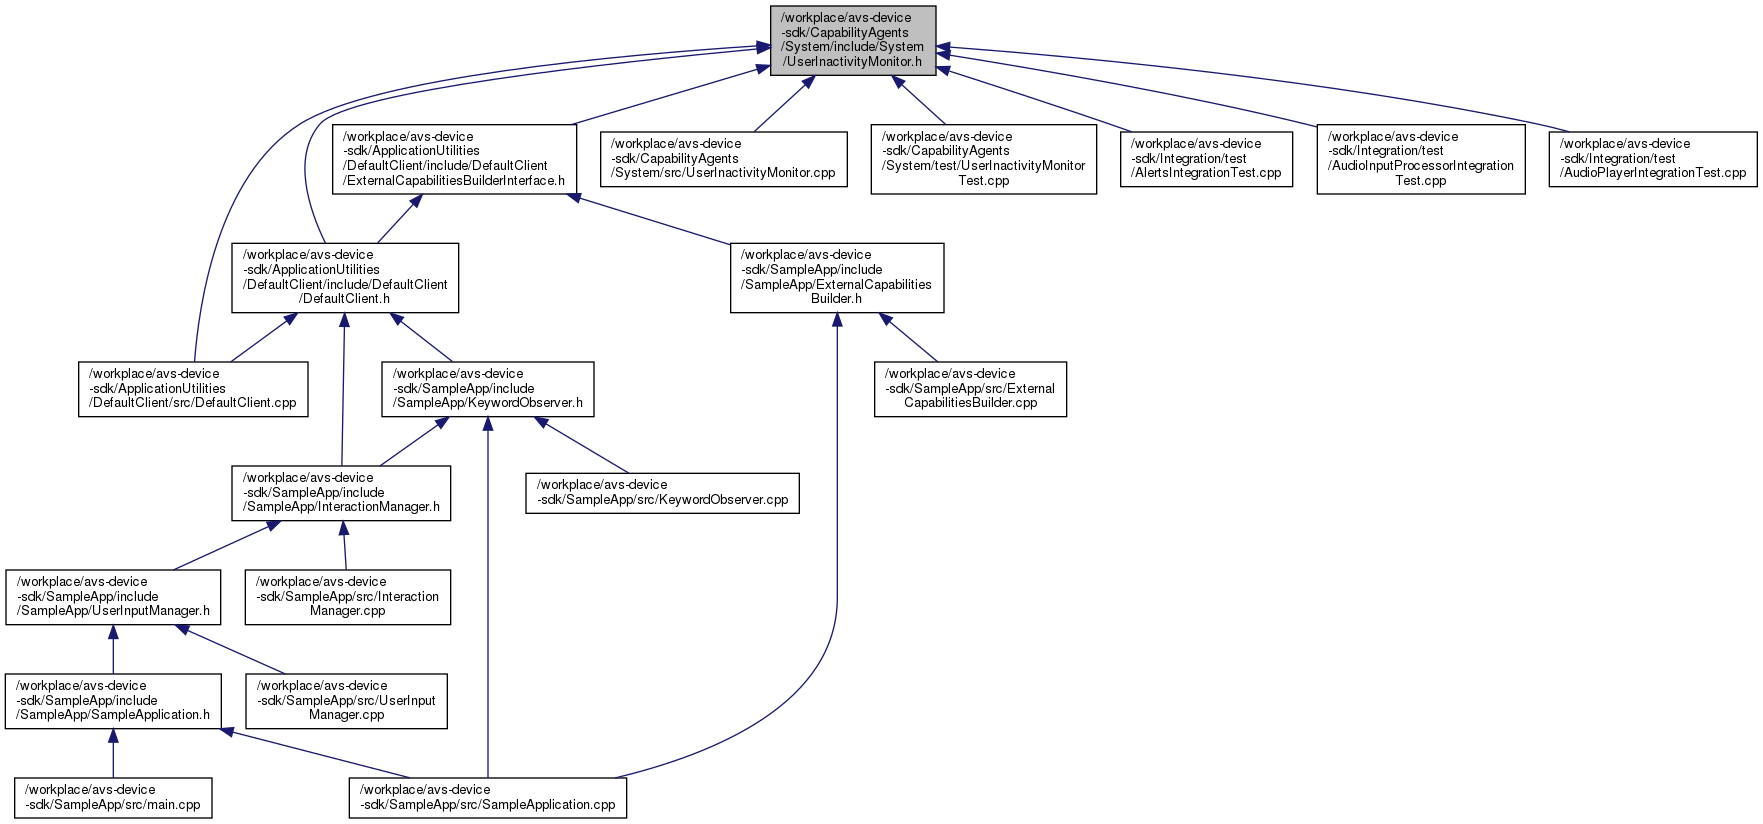 /workplace/avs-device
-sdk/CapabilityAgents
/System/include/System
/UserInactivityMonitor.h
/workplace/avs-device
-sdk/ApplicationUtilities
/DefaultClient/include/DefaultClient
/ExternalCapabilitiesBuilderInterface.h
/workplace/avs-device
-sdk/CapabilityAgents
/System/src/UserInactivityMonitor.cpp
/workplace/avs-device
-sdk/CapabilityAgents
/System/test/UserInactivityMonitor
Test.cpp
/workplace/avs-device
-sdk/Integration/test
/AlertsIntegrationTest.cpp
/workplace/avs-device
-sdk/Integration/test
/AudioInputProcessorIntegration
Test.cpp
/workplace/avs-device
-sdk/Integration/test
/AudioPlayerIntegrationTest.cpp
/workplace/avs-device
-sdk/ApplicationUtilities
/DefaultClient/include/DefaultClient
/DefaultClient.h
/workplace/avs-device
-sdk/SampleApp/include
/SampleApp/ExternalCapabilities
Builder.h
/workplace/avs-device
-sdk/ApplicationUtilities
/DefaultClient/src/DefaultClient.cpp
/workplace/avs-device
-sdk/SampleApp/include
/SampleApp/KeywordObserver.h
/workplace/avs-device
-sdk/SampleApp/src/External
CapabilitiesBuilder.cpp
/workplace/avs-device
-sdk/SampleApp/include
/SampleApp/InteractionManager.h
/workplace/avs-device
-sdk/SampleApp/src/KeywordObserver.cpp
/workplace/avs-device
-sdk/SampleApp/include
/SampleApp/UserInputManager.h
/workplace/avs-device
-sdk/SampleApp/src/Interaction
Manager.cpp
/workplace/avs-device
-sdk/SampleApp/include
/SampleApp/SampleApplication.h
/workplace/avs-device
-sdk/SampleApp/src/UserInput
Manager.cpp
/workplace/avs-device
-sdk/SampleApp/src/main.cpp
/workplace/avs-device
-sdk/SampleApp/src/SampleApplication.cpp